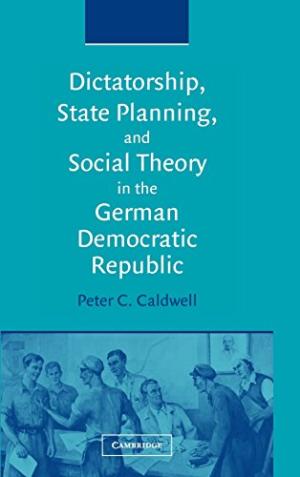 Dictatorship,
State Planning,
and
Social Theory
in the
German
Democratic
Republic
Peter C. Caldwell
CAMBRIDGE